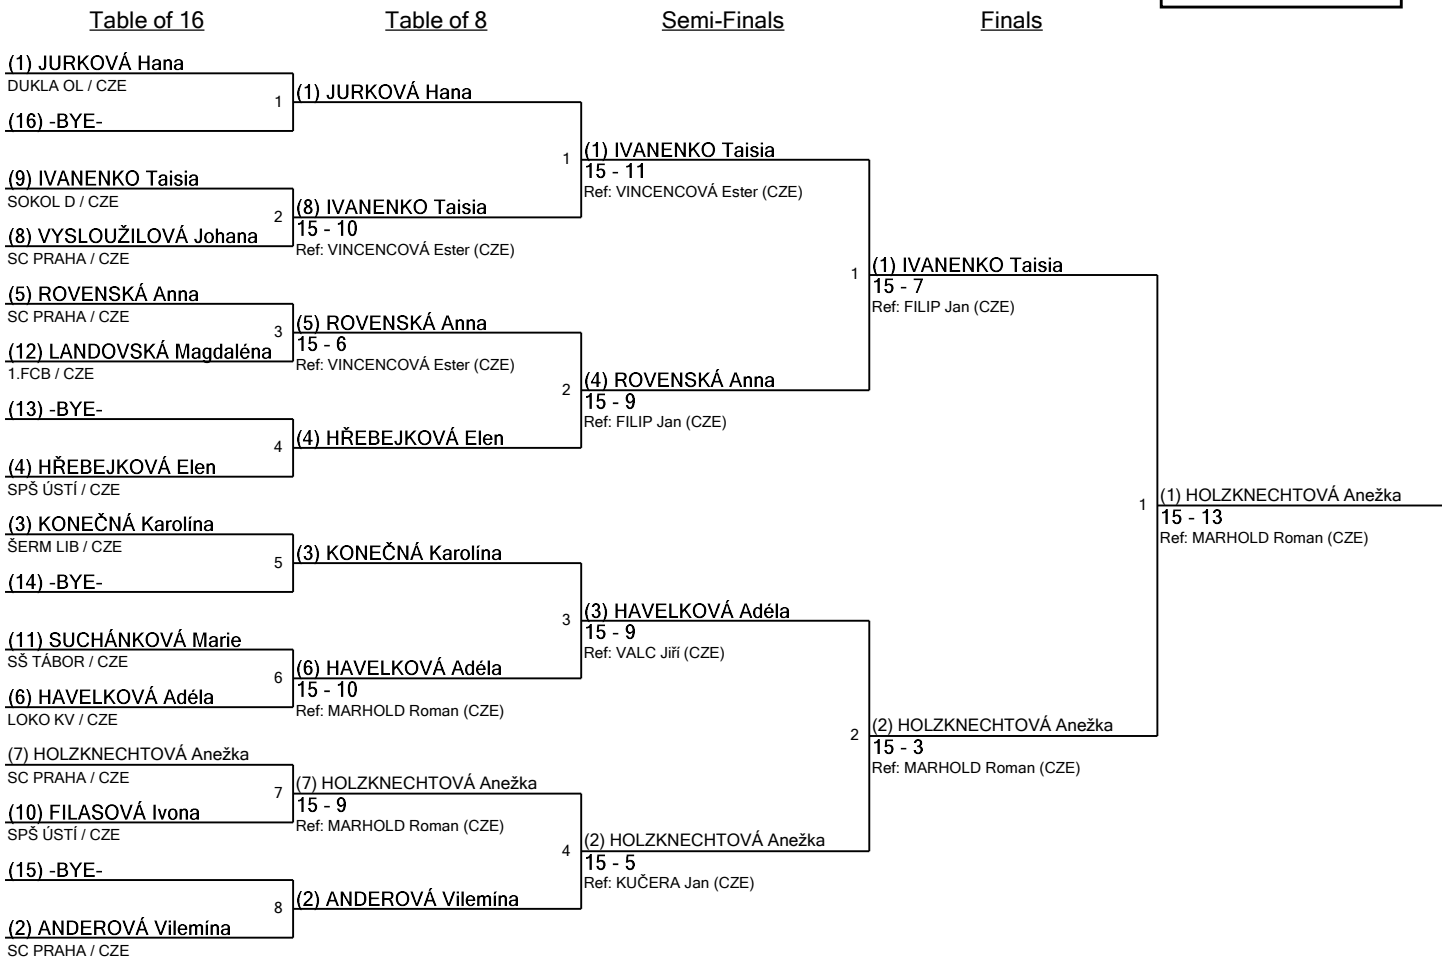 Table of 16
Table of 8
Semi-Finals
Finals
(1) JURKOVÁ Hana
DUKLA OL / CZE
1
(16) -BYE-
(9) IVANENKO Taisia
SOKOL D / CZE
2
(8) VYSLOUŽILOVÁ Johana
SC PRAHA / CZE
(5) ROVENSKÁ Anna
SC PRAHA / CZE
3
(12) LANDOVSKÁ Magdaléna
1.FCB / CZE
(13) -BYE-
4
(4) HŘEBEJKOVÁ Elen
SPŠ ÚSTÍ / CZE
(3) KONEČNÁ Karolína
ŠERM LIB / CZE
5
(14) -BYE-
(11) SUCHÁNKOVÁ Marie
SŠ TÁBOR / CZE
6
(6) HAVELKOVÁ Adéla
LOKO KV / CZE
(7) HOLZKNECHTOVÁ Anežka
SC PRAHA / CZE
7
(10) FILASOVÁ Ivona
SPŠ ÚSTÍ / CZE
(15) -BYE-
8
(2) ANDEROVÁ Vilemína
SC PRAHA / CZE
(1) JURKOVÁ Hana
1
(8) IVANENKO Taisia
15 - 10
Ref: VINCENCOVÁ Ester (CZE)
(5) ROVENSKÁ Anna
15 - 6
Ref: VINCENCOVÁ Ester (CZE)
2
(4) HŘEBEJKOVÁ Elen
(3) KONEČNÁ Karolína
3
(6) HAVELKOVÁ Adéla
15 - 10
Ref: MARHOLD Roman (CZE)
(7) HOLZKNECHTOVÁ Anežka
15 - 9
Ref: MARHOLD Roman (CZE)
4
(2) ANDEROVÁ Vilemína
(1) IVANENKO Taisia
15 - 11
Ref: VINCENCOVÁ Ester (CZE)
1
(4) ROVENSKÁ Anna
15 - 9
Ref: FILIP Jan (CZE)
(3) HAVELKOVÁ Adéla
15 - 9
Ref: VALC Jiří (CZE)
2
(2) HOLZKNECHTOVÁ Anežka
15 - 5
Ref: KUČERA Jan (CZE)
(1) IVANENKO Taisia
15 - 7
Ref: FILIP Jan (CZE)
1
(2) HOLZKNECHTOVÁ Anežka
15 - 3
Ref: MARHOLD Roman (CZE)
(1) HOLZKNECHTOVÁ Anežka
15 - 13
Ref: MARHOLD Roman (CZE)